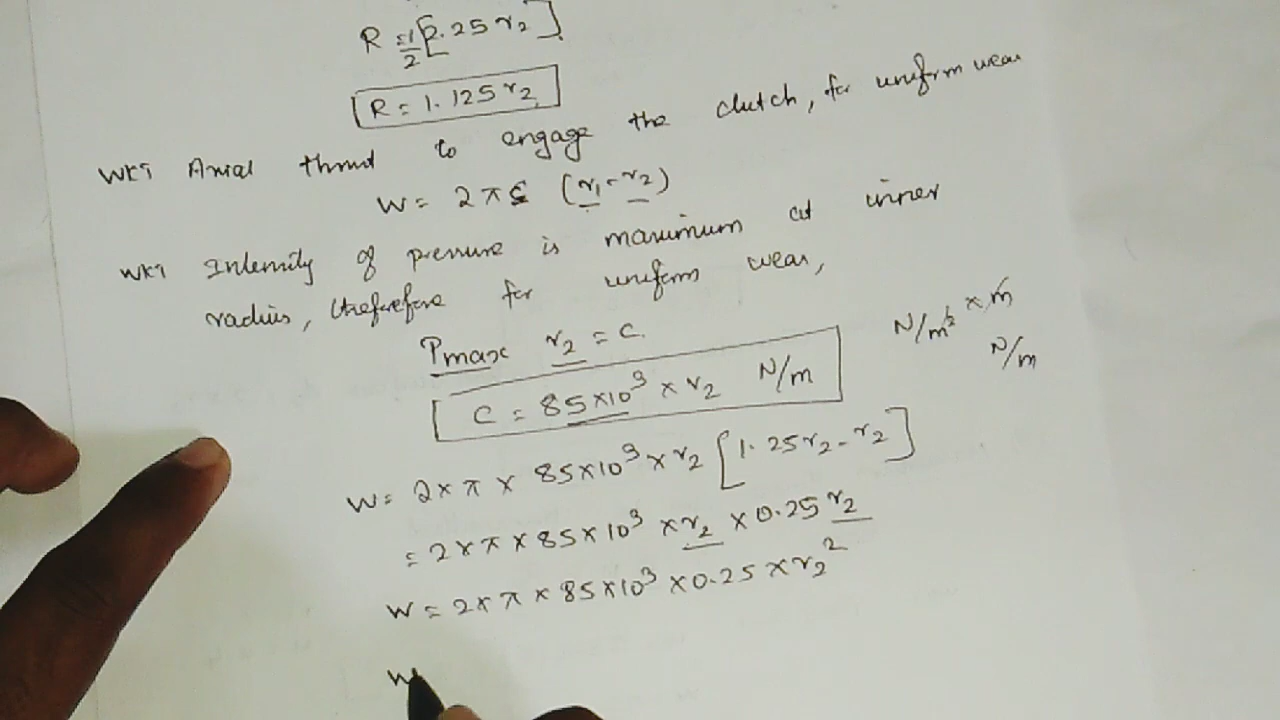 R = 1/2 [2.25 r₂]
R = 1.125 r₂
WKT Axial thrust to engage the clutch, for uniform wear
W = 2πC (r₁ - r₂)
WKT Intensity of pressure is maximum at inner
radius, therefore for uniform wear,
Pmax r₂ = C.
N/m² × m
N/m
C = 85×10³ × r₂ N/m
W = 2 × π × 85×10³ × r₂ [1.25r₂ - r₂]
= 2 × π × 85 × 10³ × r₂ × 0.25 r₂
W = 2 × π × 85×10³ × 0.25 × r₂²
W